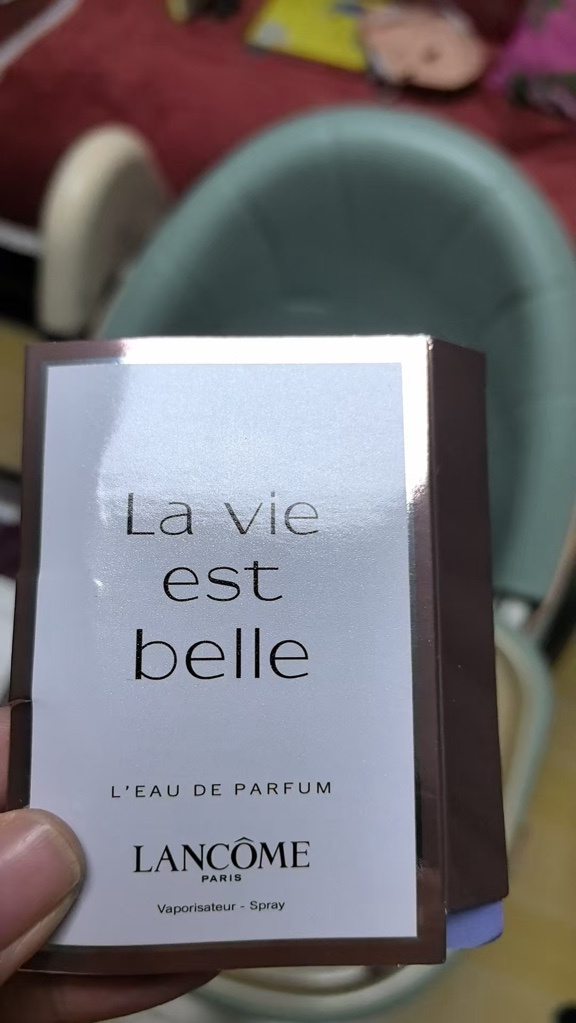 La vie
est
belle
L'EAU DE PARFUM
LANCÔME
PARIS
Vaporisateur - Spray